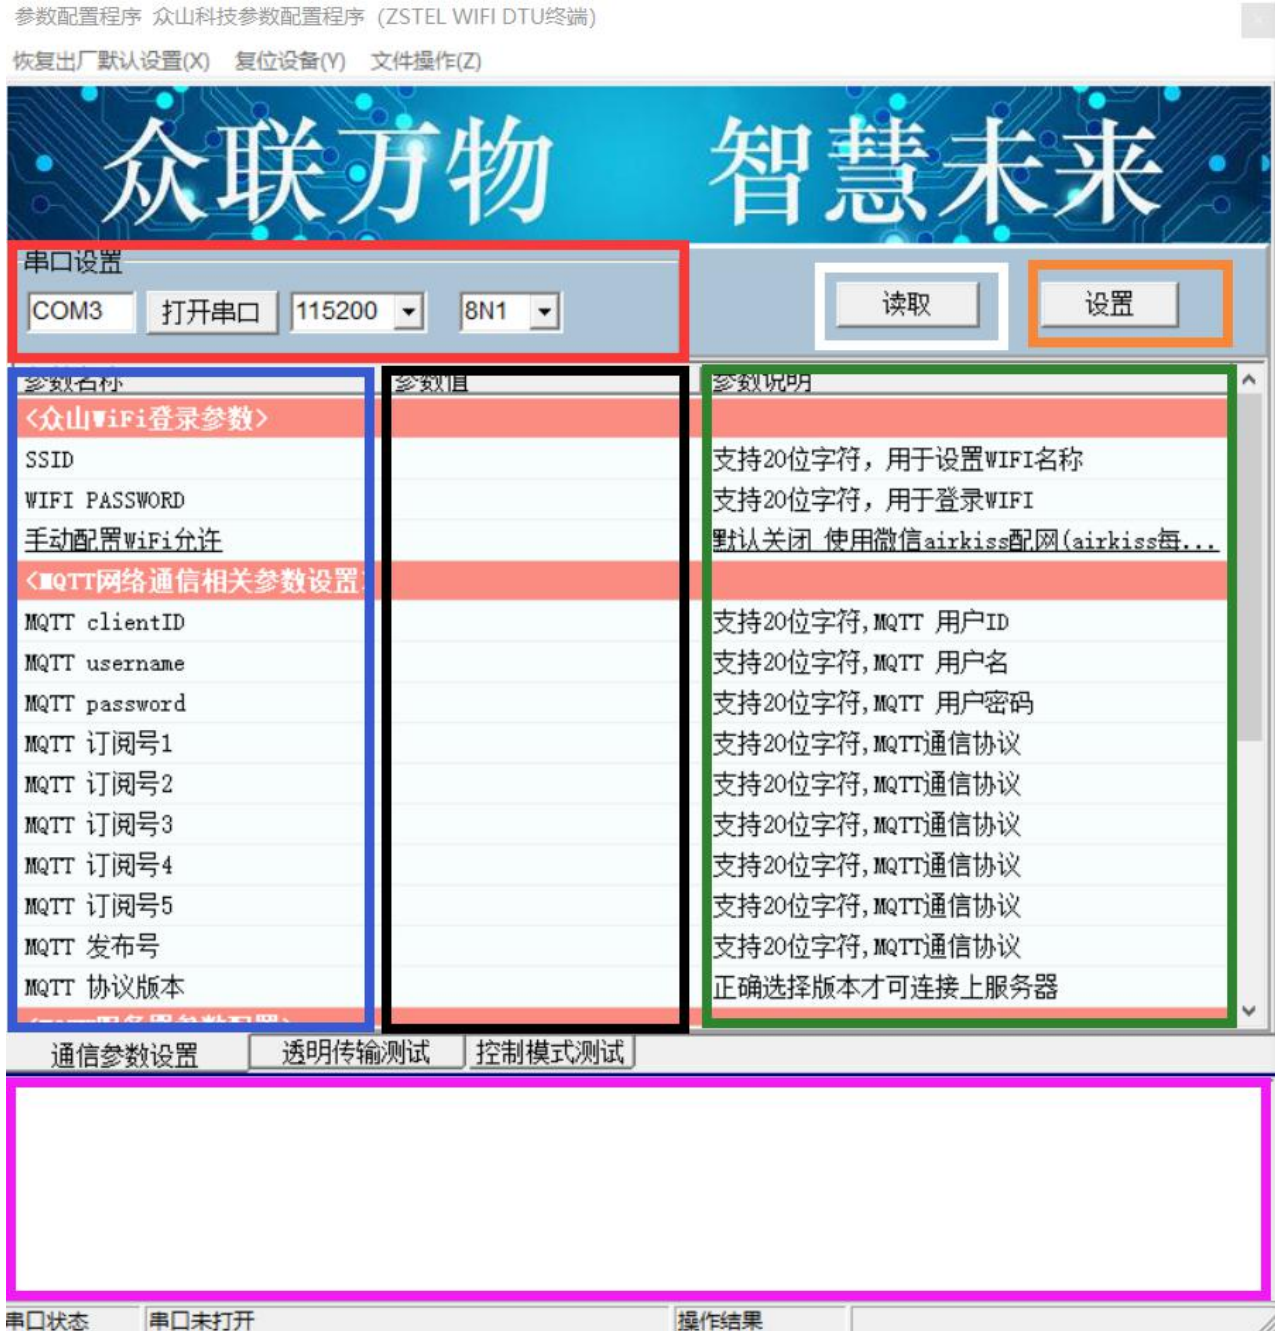 参数配置程序 众山科技参数配置程序 (ZSTEL WIFI DTU终端)
恢复出厂默认设置(X) 复位设备(Y) 文件操作(Z)
众联万物 智慧未来
串口设置
COM3 打开串口 115200 8N1 读取 设置
参数名称 参数值 参数说明
<众山WiFi登录参数>
SSID 支持20位字符，用于设置WIFI名称
WIFI PASSWORD 支持20位字符，用于登录WIFI
手动配置WiFi允许 默认关闭 使用微信airkiss配网(airkiss每...
<MQTT网络通信相关参数设置
MQTT clientID 支持20位字符,MQTT 用户ID
MQTT username 支持20位字符,MQTT 用户名
MQTT password 支持20位字符,MQTT 用户密码
MQTT 订阅号1 支持20位字符,MQTT通信协议
MQTT 订阅号2 支持20位字符,MQTT通信协议
MQTT 订阅号3 支持20位字符,MQTT通信协议
MQTT 订阅号4 支持20位字符,MQTT通信协议
MQTT 订阅号5 支持20位字符,MQTT通信协议
MQTT 发布号 支持20位字符,MQTT通信协议
MQTT 协议版本 正确选择版本才可连接上服务器
通信参数设置 透明传输测试 控制模式测试
串口状态 串口未打开 操作结果